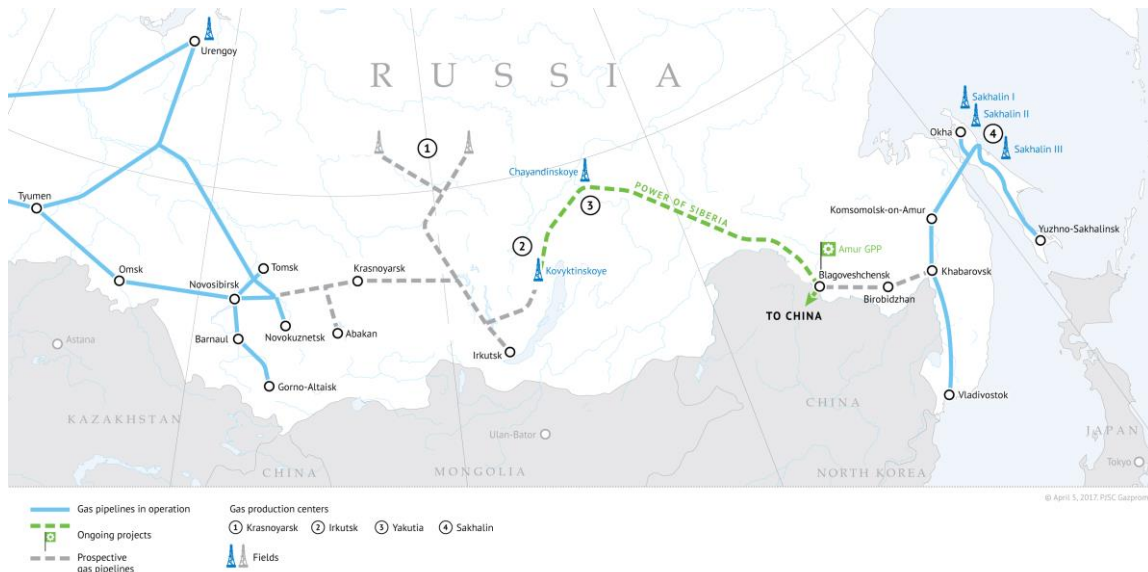 Urengoy
RUSSIA
Sakhalin I
Sakhalin II
Okha
4
Sakhalin III
1
Chayandinskoye
3
POWER OF SIBERIA
Tyumen
Komsomolsk-on-Amur
Yuzhno-Sakhalinsk
2
Amur GPP
Omsk
Tomsk
Krasnoyarsk
Kovyktinskoye
Blagoveshchensk
Khabarovsk
Novosibirsk
Birobidzhan
TO CHINA
Barnaul
Novokuznetsk
Abakan
Astana
Irkutsk
Gorno-Altaisk
Vladivostok
KAZAKHSTAN
CHINA
Ulan-Bator
JAPAN
CHINA
MONGOLIA
NORTH KOREA
Tokyo
© April 5, 2017. PJSC Gazprom
Gas pipelines in operation
Ongoing projects
Prospective
gas pipelines
Gas production centers
1 Krasnoyarsk 2 Irkutsk 3 Yakutia 4 Sakhalin
Fields